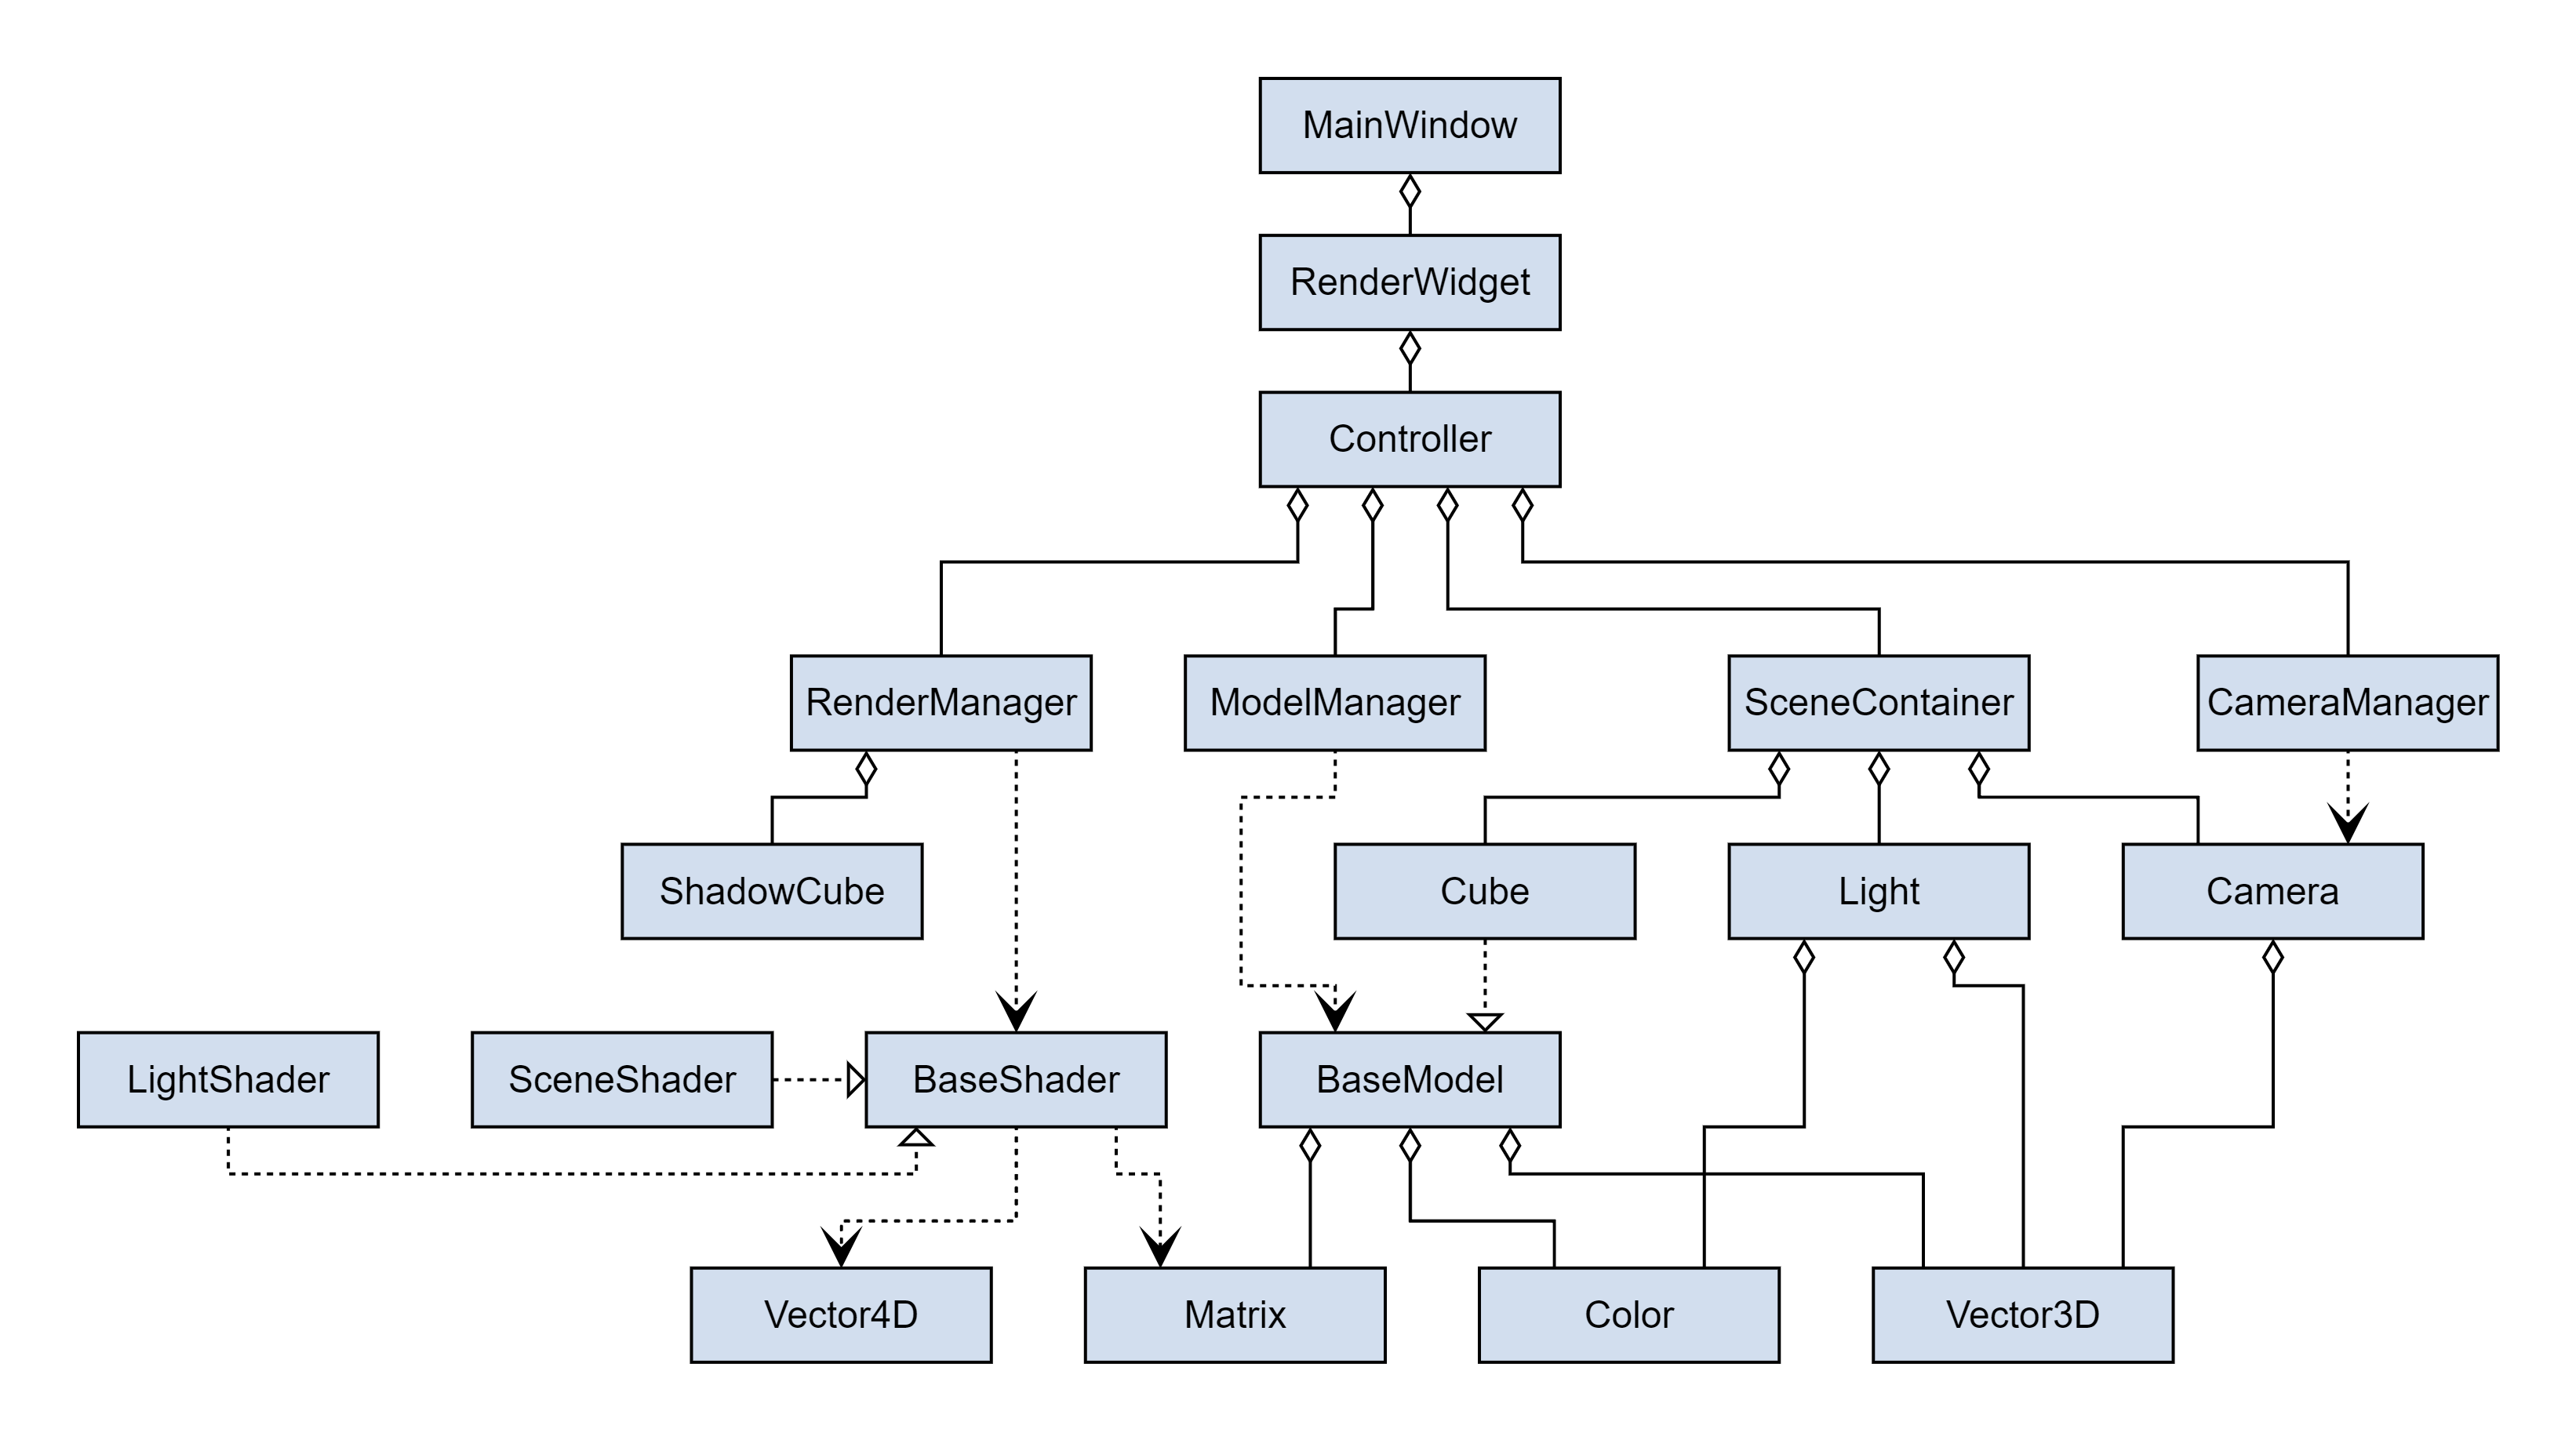 MainWindow
RenderWidget
Controller
RenderManager
ModelManager
SceneContainer
CameraManager
ShadowCube
Cube
Light
Camera
LightShader
SceneShader
BaseShader
BaseModel
Vector4D
Matrix
Color
Vector3D